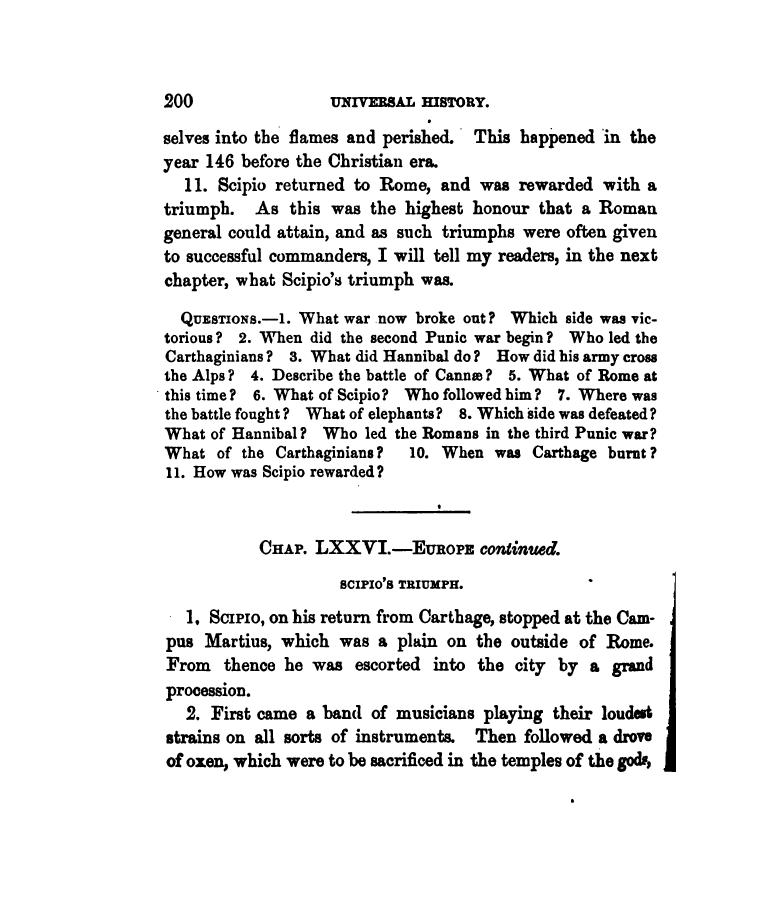 200 UNIVERSAL HISTORY.
selves into the flames and perished. This happened in the
year 146 before the Christian era.
11. Scipio returned to Rome, and was rewarded with a
triumph. As this was the highest honour that a Roman
general could attain, and as such triumphs were often given
to successful commanders, I will tell my readers, in the next
chapter, what Scipio's triumph was.
QUESTIONS.—1. What war now broke out? Which side was vic-
torious? 2. When did the second Punic war begin? Who led the
Carthaginians? 3. What did Hannibal do? How did his army cross
the Alps? 4. Describe the battle of Cannæ? 5. What of Rome at
this time? 6. What of Scipio? Who followed him? 7. Where was
the battle fought? What of elephants? 8. Which side was defeated?
What of Hannibal? Who led the Romans in the third Punic war?
What of the Carthaginians? 10. When was Carthage burnt?
11. How was Scipio rewarded?
CHAP. LXXVI.—EUROPE continued.
SCIPIO'S TRIUMPH.
1. SCIPIO, on his return from Carthage, stopped at the Cam-
pus Martius, which was a plain on the outside of Rome.
From thence he was escorted into the city by a grand
procession.
2. First came a band of musicians playing their loudest
strains on all sorts of instruments. Then followed a drove
of oxen, which were to be sacrificed in the temples of the gods,